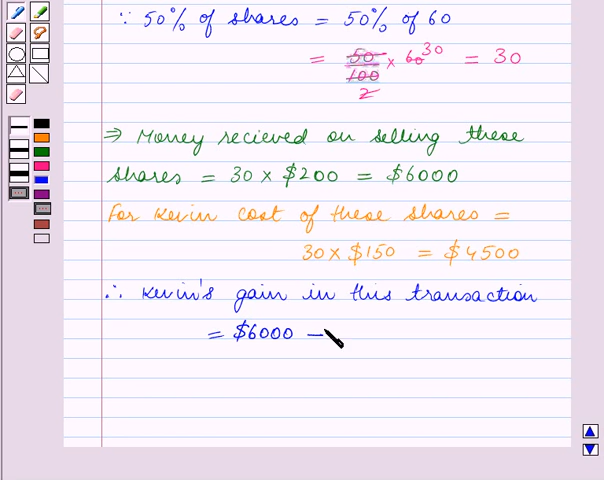 ∵ 50% of shares = 50% of 60
= 50/100 × 60 30 = 30
2
⇒ Money recieved on selling these
shares = 30 × $200 = $6000
For Kevin cost of these shares =
30 × $150 = $4500
∴ Kevin's gain in this transaction
= $6000 −